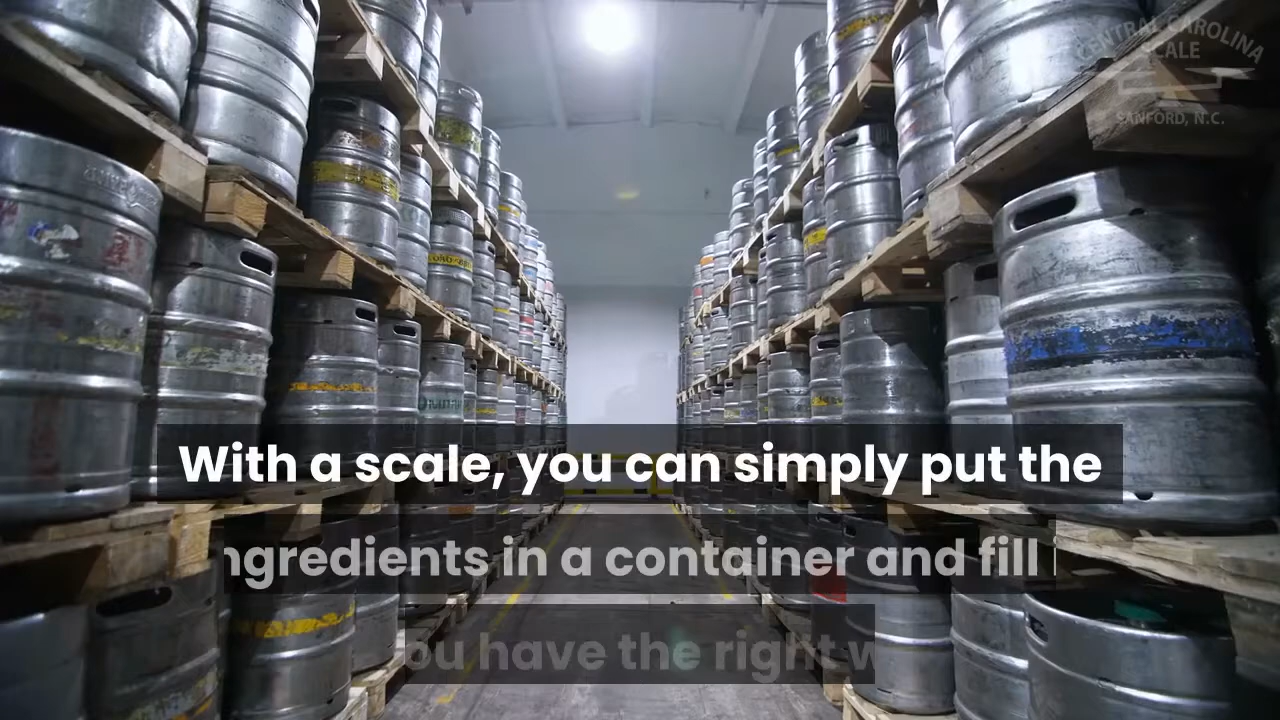 CENTRAL CAROLINA
SCALE
SANFORD, N.C.
With a scale, you can simply put the
ngredients in a container and fill
ou have the right w